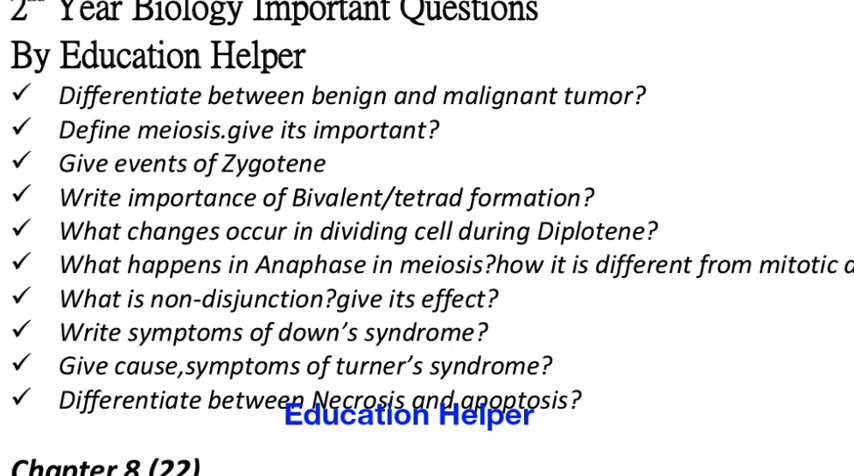 2nd Year Biology Important Questions
By Education Helper
✓ Differentiate between benign and malignant tumor?
✓ Define meiosis.give its important?
✓ Give events of Zygotene
✓ Write importance of Bivalent/tetrad formation?
✓ What changes occur in dividing cell during Diplotene?
✓ What happens in Anaphase in meiosis?how it is different from mitotic
✓ What is non-disjunction?give its effect?
✓ Write symptoms of down's syndrome?
✓ Give cause,symptoms of turner's syndrome?
✓ Differentiate between Necrosis and apoptosis?
Education Helper
Chapter 8 (22)